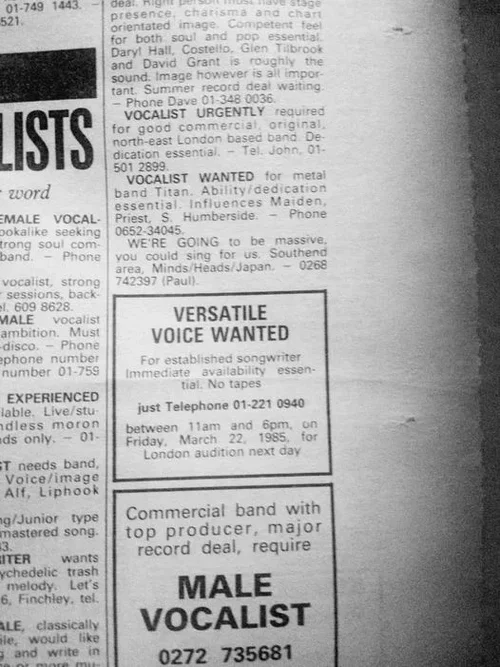 01-749 1443. –
521.
LISTS
word
EMALE VOCAL-
ookalike seeking
trong soul com-
band. – Phone
vocalist, strong
sessions, back-
el. 609 8628.
MALE vocalist
ambition. Must
-disco. – Phone
ephone number
number 01-759
EXPERIENCED
lable. Live/stu-
ndless moron
ds only. – 01-
ST needs band,
Voice/image
Alf, Liphook
ng/Junior type
mastered song.
43.
RITER wants
ychedelic trash
melody. Let's
6, Finchley, tel.
ALE, classically
ile, would like
g and write in
deal. Right person must have stage
presence, charisma and chart
orientated image. Competent feel
for both soul and pop essential.
Daryl Hall, Costello, Glen Tilbrook
and David Grant is roughly the
sound. Image however is all impor-
tant. Summer record deal waiting.
– Phone Dave 01-348 0036.
VOCALIST URGENTLY required
for good commercial, original,
north-east London based band. De-
dication essential. – Tel. John, 01-
501 2899.
VOCALIST WANTED for metal
band Titan. Ability/dedication
essential. Influences Maiden,
Priest, S. Humberside. – Phone
0652-34045.
WE'RE GOING to be massive,
you could sing for us. Southend
area, Minds/Heads/Japan. – 0268
742397 (Paul).
VERSATILE
VOICE WANTED
For established songwriter
Immediate availability essen-
tial. No tapes
just Telephone 01-221 0940
between 11am and 6pm, on
Friday, March 22, 1985, for
London audition next day
Commercial band with
top producer, major
record deal, require
MALE
VOCALIST
0272 735681